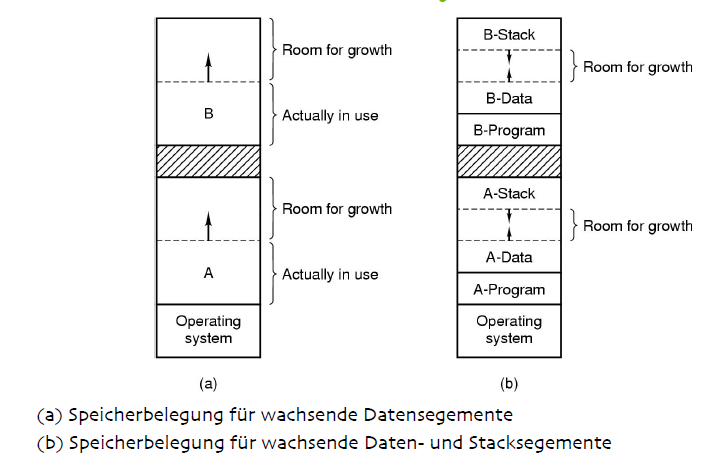 Room for growth
B
Actually in use
Room for growth
A
Actually in use
Operating
system
(a)
B-Stack
Room for growth
B-Data
B-Program
A-Stack
Room for growth
A-Data
A-Program
Operating
system
(b)
(a) Speicherbelegung für wachsende Datensegemente
(b) Speicherbelegung für wachsende Daten- und Stacksegemente